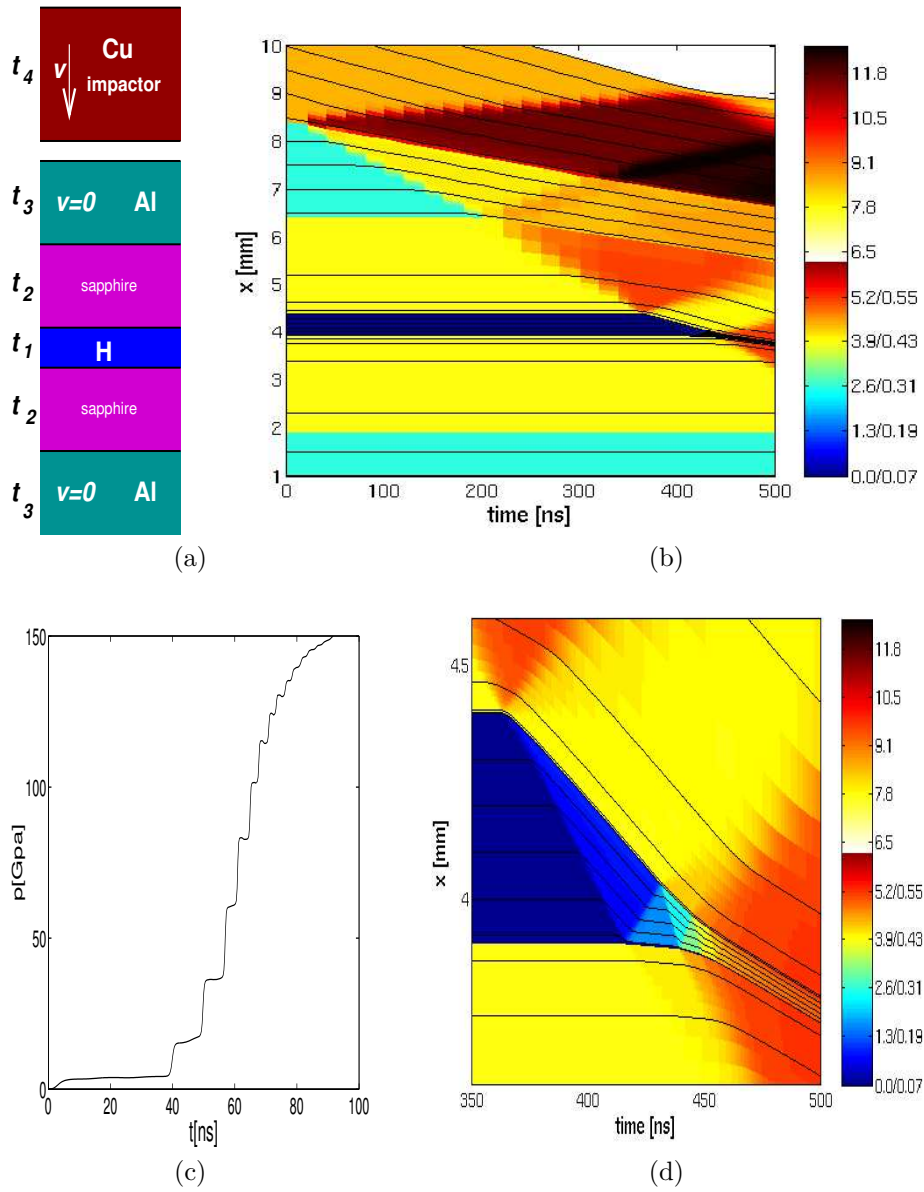 t4
v
Cu
impactor
t3
v=0 Al
t2
sapphire
t1
H
t2
sapphire
t3
v=0 Al
(a)
10
9
8
7
6
5
4
3
2
1
x [mm]
0 100 200 300 400 500
time [ns]
11.8
10.5
9.1
7.8
6.5
5.2/0.55
3.9/0.43
2.6/0.31
1.3/0.19
0.0/0.07
(b)
150
100
50
0
p[Gpa]
0 20 40 60 80 100
t[ns]
(c)
4.5
4
x [mm]
350 400 450 500
time [ns]
11.8
10.5
9.1
7.8
6.5
5.2/0.55
3.9/0.43
2.6/0.31
1.3/0.19
0.0/0.07
(d)